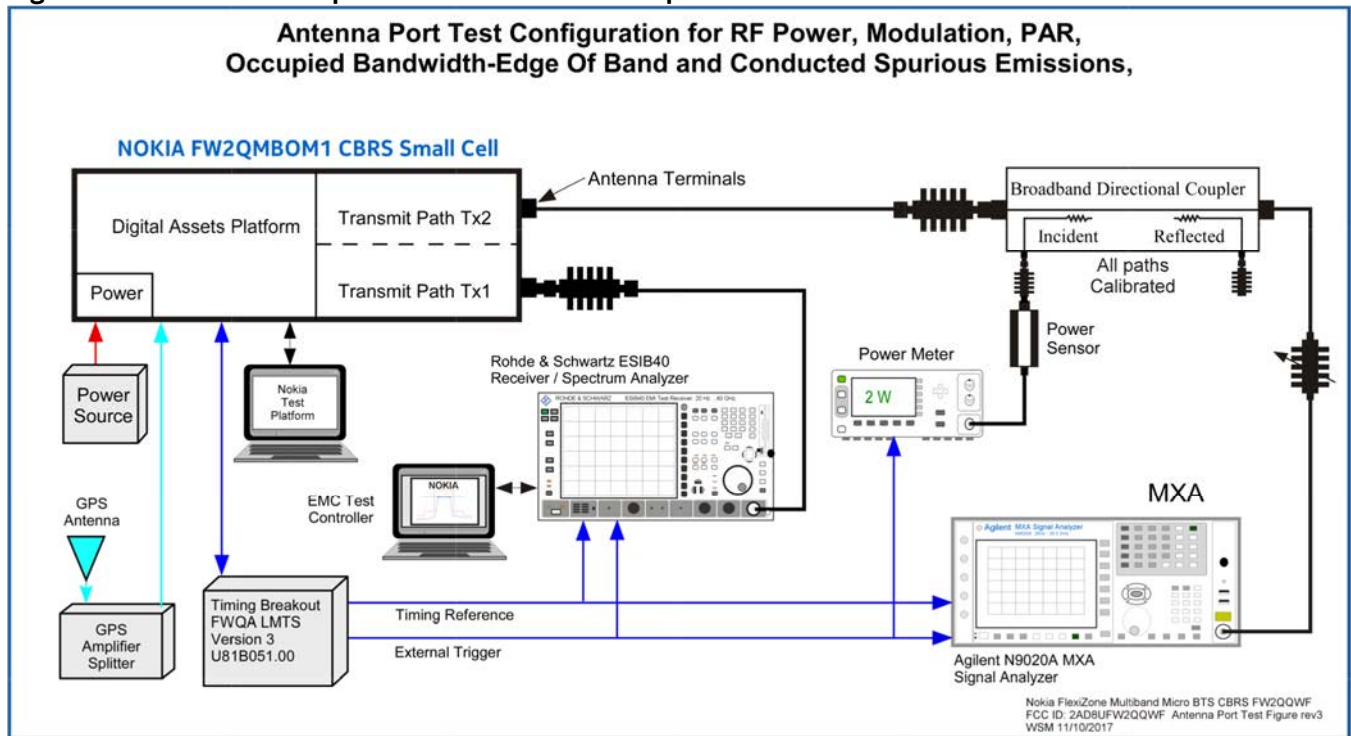 Antenna Port Test Configuration for RF Power, Modulation, PAR,
Occupied Bandwidth-Edge Of Band and Conducted Spurious Emissions,
NOKIA FW2QMBOM1 CBRS Small Cell
Antenna Terminals
Broadband Directional Coupler
Incident
Reflected
All paths
Calibrated
Digital Assets Platform
Transmit Path Tx2
Transmit Path Tx1
Power
Power
Source
Nokia
Test
Platform
Rohde & Schwartz ESIB40
Receiver / Spectrum Analyzer
ROHDE & SCHWARZ
ESIB40 EMI Test Receiver
Power Meter
2 W
Power
Sensor
NOKIA
EMC Test
Controller
GPS
Antenna
GPS
Amplifier
Splitter
Timing Breakout
FWQA LMTS
Version 3
U81B051.00
Timing Reference
External Trigger
MXA
Agilent MXA Signal Analyzer
Agilent N9020A MXA
Signal Analyzer
Nokia FlexiZone Multiband Micro BTS CBRS FW2QQWF
FCC ID: 2AD8UFW2QQWF Antenna Port Test Figure rev3
WSM 11/10/2017